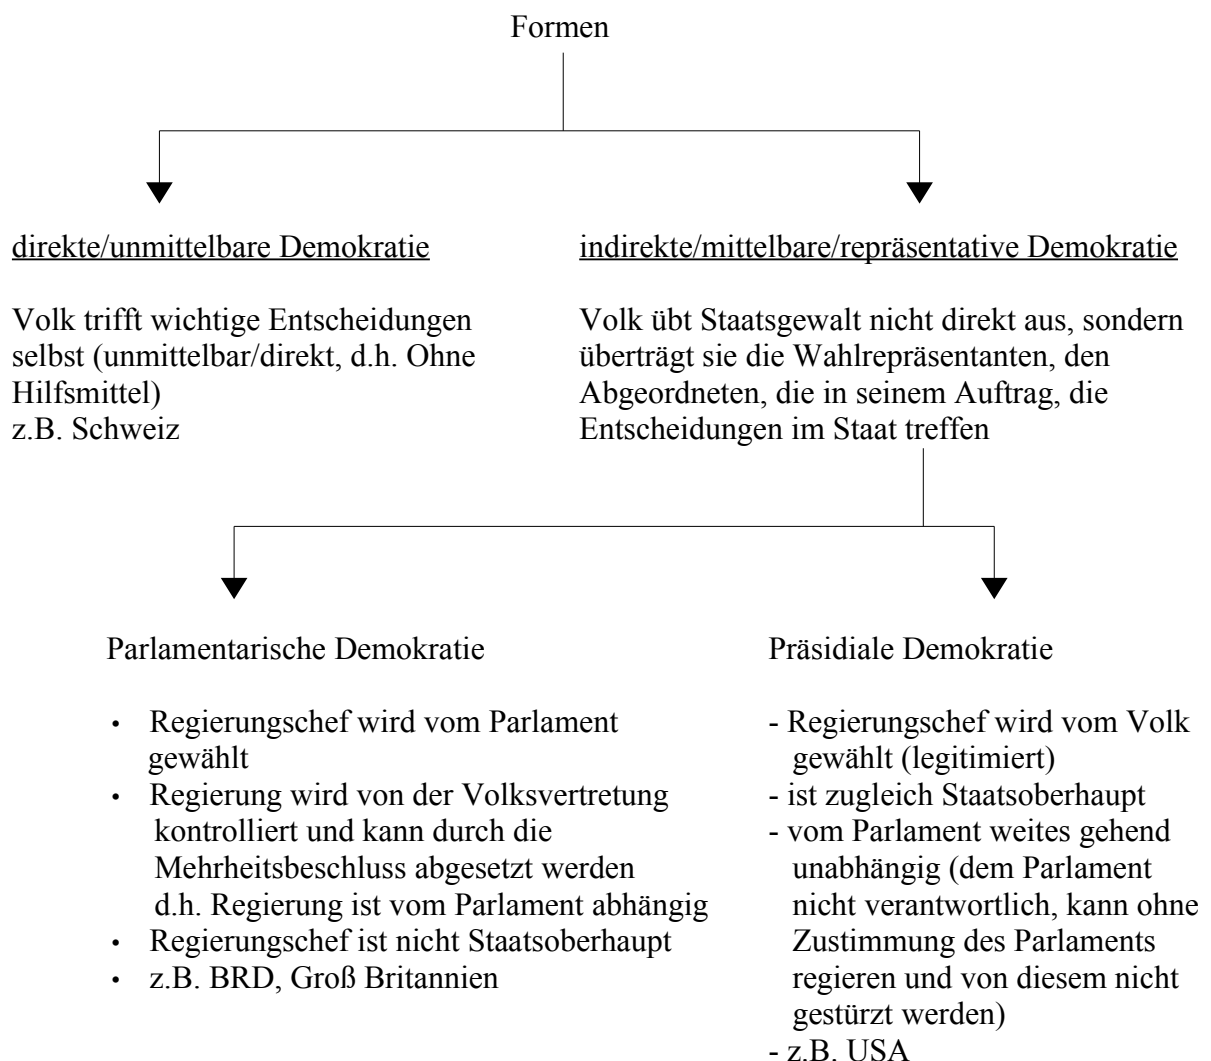 Formen
direkte/unmittelbare Demokratie
Volk trifft wichtige Entscheidungen
selbst (unmittelbar/direkt, d.h. Ohne
Hilfsmittel)
z.B. Schweiz
indirekte/mittelbare/repräsentative Demokratie
Volk übt Staatsgewalt nicht direkt aus, sondern
überträgt sie die Wahlrepräsentanten, den
Abgeordneten, die in seinem Auftrag, die
Entscheidungen im Staat treffen
Parlamentarische Demokratie
• Regierungschef wird vom Parlament
gewählt
• Regierung wird von der Volksvertretung
kontrolliert und kann durch die
Mehrheitsbeschluss abgesetzt werden
d.h. Regierung ist vom Parlament abhängig
• Regierungschef ist nicht Staatsoberhaupt
• z.B. BRD, Groß Britannien
Präsidiale Demokratie
- Regierungschef wird vom Volk
gewählt (legitimiert)
- ist zugleich Staatsoberhaupt
- vom Parlament weites gehend
unabhängig (dem Parlament
nicht verantwortlich, kann ohne
Zustimmung des Parlaments
regieren und von diesem nicht
gestürzt werden)
- z.B. USA